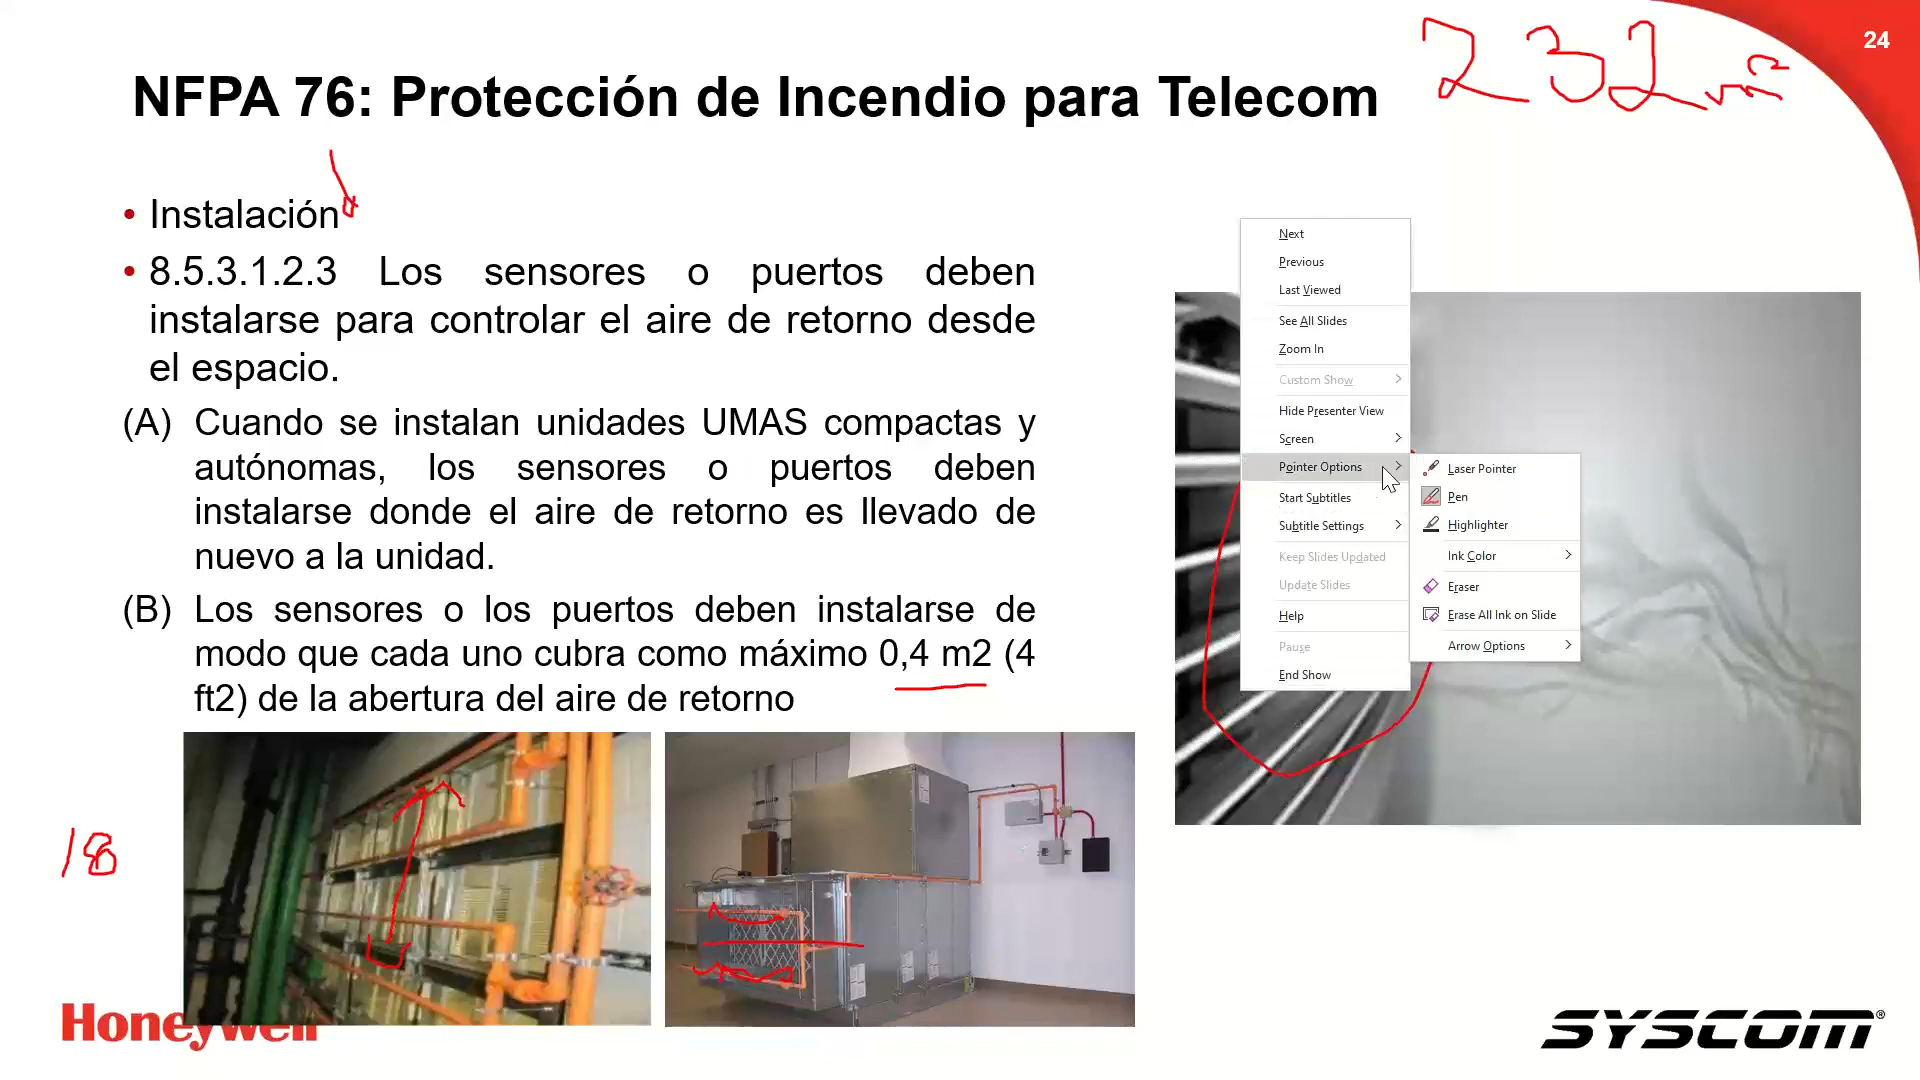 24
232 m2
NFPA 76: Protección de Incendio para Telecom
• Instalación
• 8.5.3.1.2.3 Los sensores o puertos deben
instalarse para controlar el aire de retorno desde
el espacio.
(A) Cuando se instalan unidades UMAS compactas y
autónomas, los sensores o puertos deben
instalarse donde el aire de retorno es llevado de
nuevo a la unidad.
(B) Los sensores o los puertos deben instalarse de
modo que cada uno cubra como máximo 0,4 m2 (4
ft2) de la abertura del aire de retorno
18
Next
Previous
Last Viewed
See All Slides
Zoom In
Custom Show
Hide Presenter View
Screen
Pointer Options
Start Subtitles
Subtitle Settings
Keep Slides Updated
Update Slides
Help
Pause
End Show
Laser Pointer
Pen
Highlighter
Ink Color
Eraser
Erase All Ink on Slide
Arrow Options
Honeywell
SYSCOM®